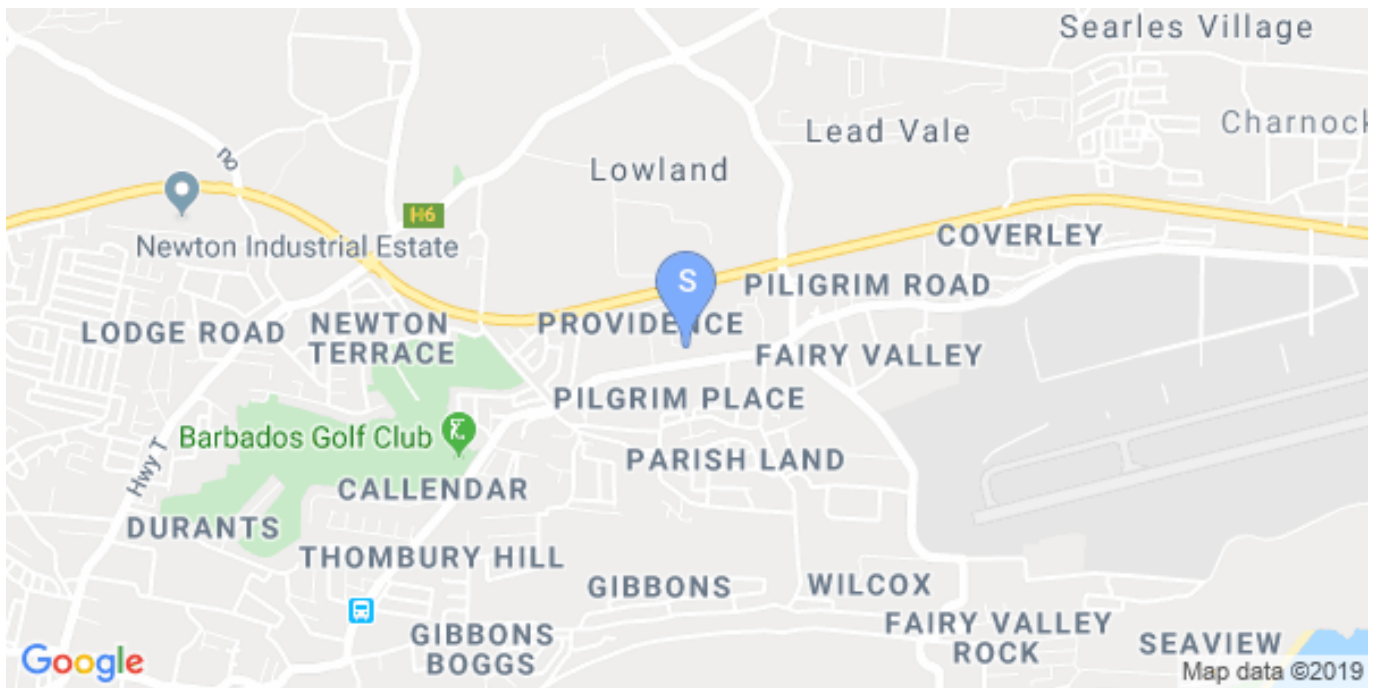 Searles Village
Charnock
Lead Vale
Lowland
no
H6
Newton Industrial Estate
COVERLEY
S
PILIGRIM ROAD
LODGE ROAD
NEWTON
TERRACE
PROVIDENCE
FAIRY VALLEY
PILGRIM PLACE
Barbados Golf Club
PARISH LAND
Hwy T
CALLENDAR
DURANTS
THOMBURY HILL
GIBBONS
WILCOX
GIBBONS
BOGGS
FAIRY VALLEY
ROCK
SEAVIEW
Google
Map data ©2019